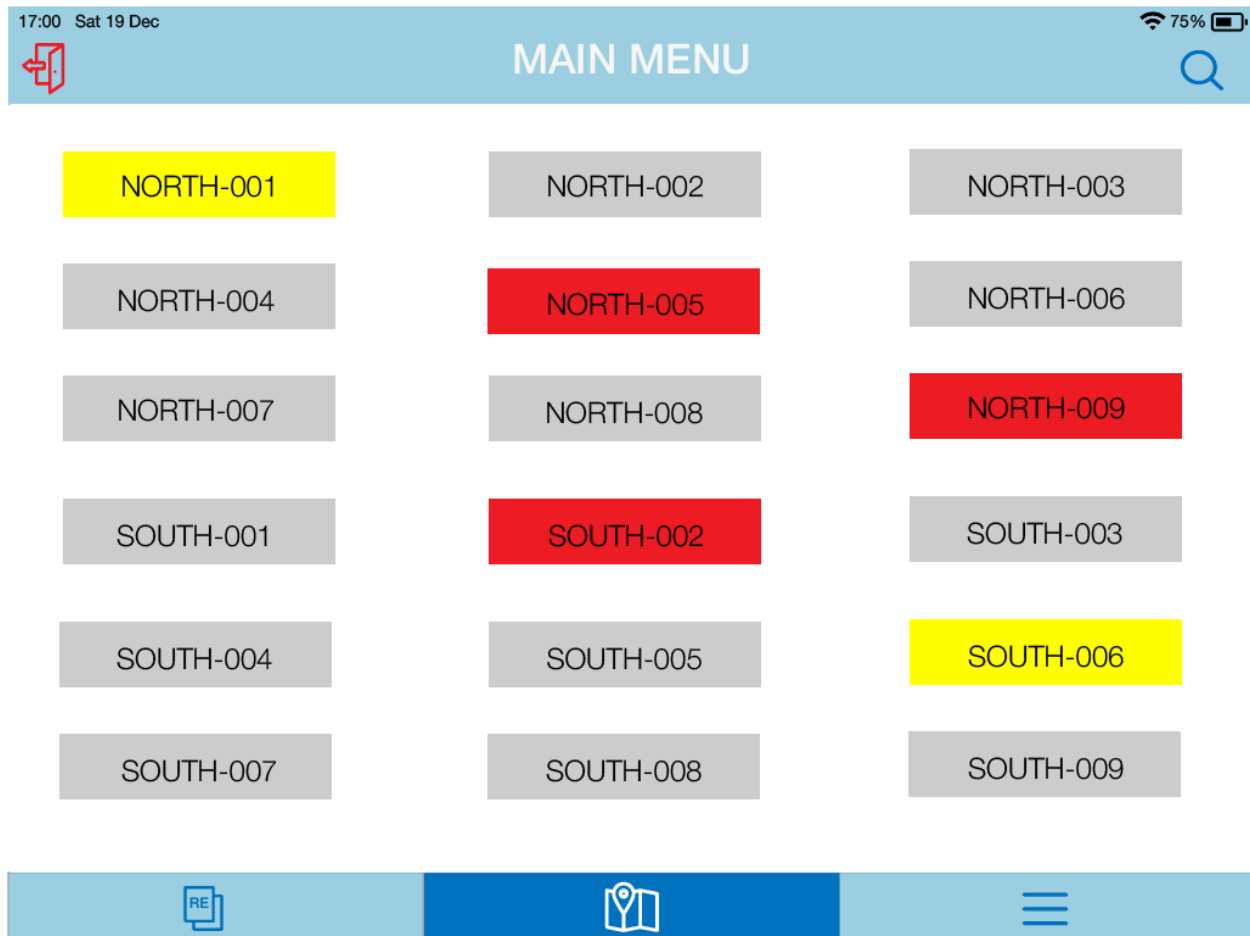 17:00 Sat 19 Dec 75%
MAIN MENU
NORTH-001 NORTH-002 NORTH-003
NORTH-004 NORTH-005 NORTH-006
NORTH-007 NORTH-008 NORTH-009
SOUTH-001 SOUTH-002 SOUTH-003
SOUTH-004 SOUTH-005 SOUTH-006
SOUTH-007 SOUTH-008 SOUTH-009
RE